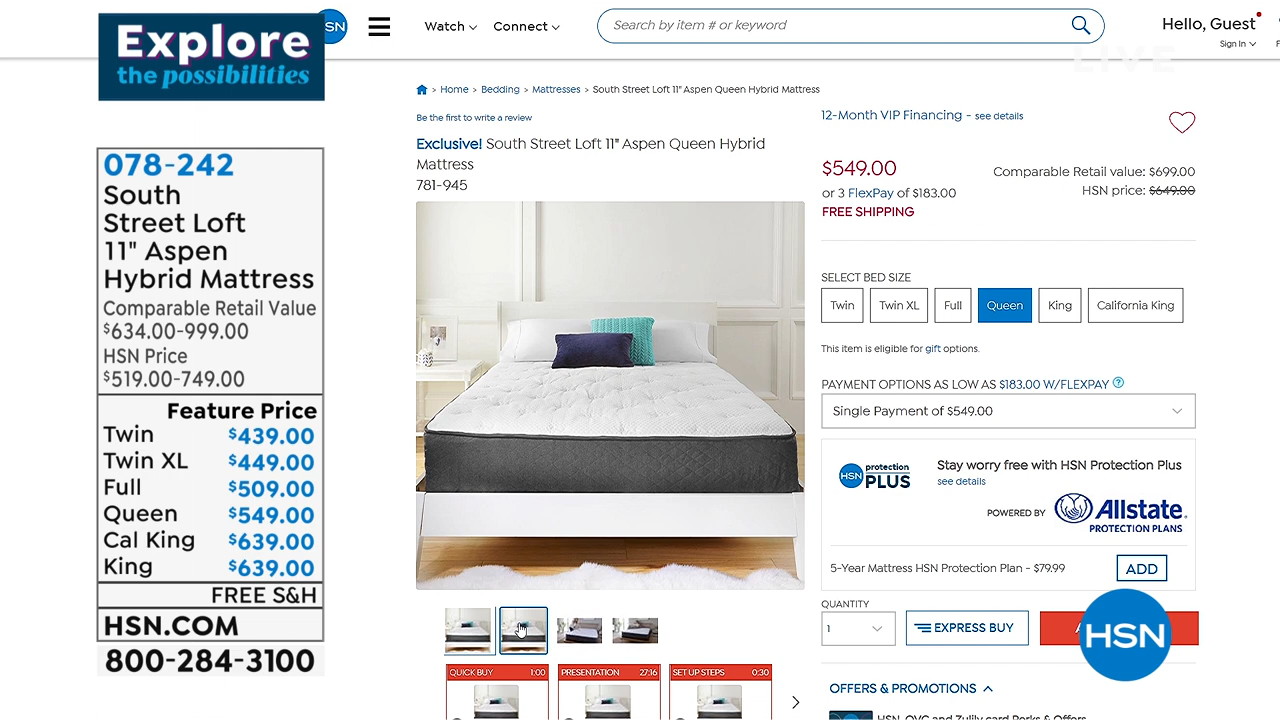 Explore
the possibilities
SN
Watch
Connect
Search by item # or keyword
Hello, Guest
Sign In
LIVE
Home > Bedding > Mattresses > South Street Loft 11" Aspen Queen Hybrid Mattress
Be the first to write a review
Exclusive! South Street Loft 11" Aspen Queen Hybrid
Mattress
781-945
12-Month VIP Financing - see details
$549.00
or 3 FlexPay of $183.00
FREE SHIPPING
Comparable Retail value: $699.00
HSN price: $649.00
SELECT BED SIZE
Twin
Twin XL
Full
Queen
King
California King
This item is eligible for gift options.
PAYMENT OPTIONS AS LOW AS $183.00 W/FLEXPAY ?
Single Payment of $549.00
HSN protection
PLUS
Stay worry free with HSN Protection Plus
see details
POWERED BY
Allstate
PROTECTION PLANS
5-Year Mattress HSN Protection Plan - $79.99
ADD
QUANTITY
1
EXPRESS BUY
HSN
OFFERS & PROMOTIONS
HSN, QVC and Zulily card Perks & Offers
QUICK BUY 1:00
PRESENTATION 27:16
SET UP STEPS 0:30
078-242
South
Street Loft
11" Aspen
Hybrid Mattress
Comparable Retail Value
$634.00-999.00
HSN Price
$519.00-749.00
Feature Price
Twin $439.00
Twin XL $449.00
Full $509.00
Queen $549.00
Cal King $639.00
King $639.00
FREE S&H
HSN.COM
800-284-3100